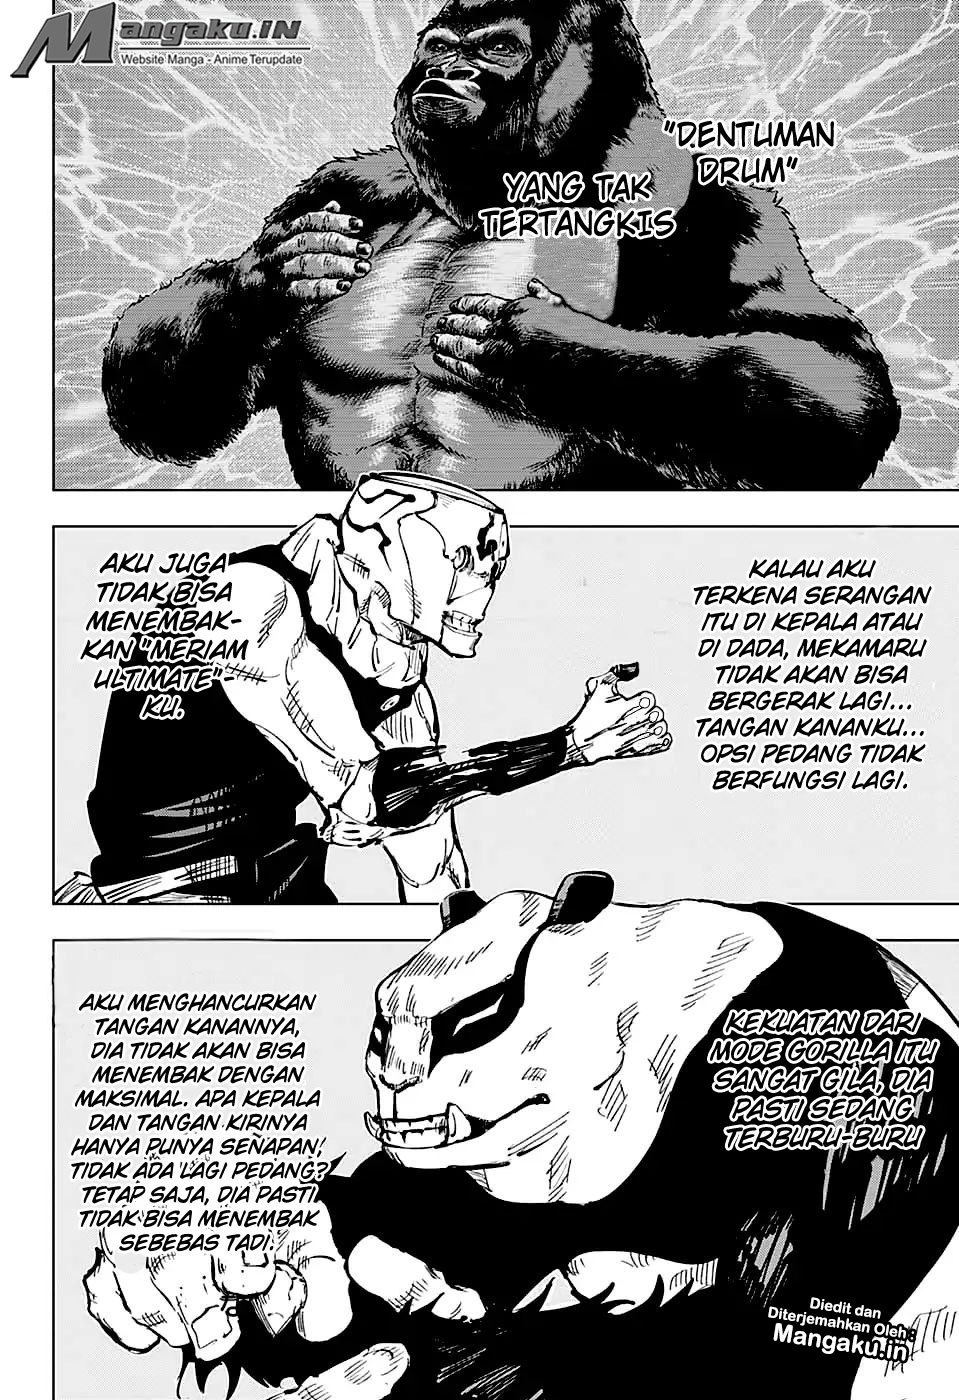 Mangaku.iN
Website Manga - Anime Terupdate
"DENTUMAN
DRUM"
YANG TAK
TERTANGKIS
KALAU AKU
TERKENA SERANGAN
ITU DI KEPALA ATAU
DI DADA, MEKAMARU
TIDAK AKAN BISA
BERGERAK LAGI...
TANGAN KANANKU...
OPSI PEDANG TIDAK
BERFUNGSI LAGI.
AKU JUGA
TIDAK BISA
MENEMBAK-
KAN "MERIAM
ULTIMATE"-
KU.
KEKUATAN DARI
MODE GORILLA ITU
SANGAT GILA, DIA
PASTI SEDANG
TERBURU-BURU
AKU MENGHANCURKAN
TANGAN KANANNYA,
DIA TIDAK AKAN BISA
MENEMBAK DENGAN
MAKSIMAL. APA KEPALA
DAN TANGAN KIRINYA
HANYA PUNYA SENAPAN,
TIDAK ADA LAGI PEDANG?
TETAP SAJA, DIA PASTI
TIDAK BISA MENEMBAK
SEBEBAS TADI.
Diedit dan
Diterjemahkan Oleh :
Mangaku.in